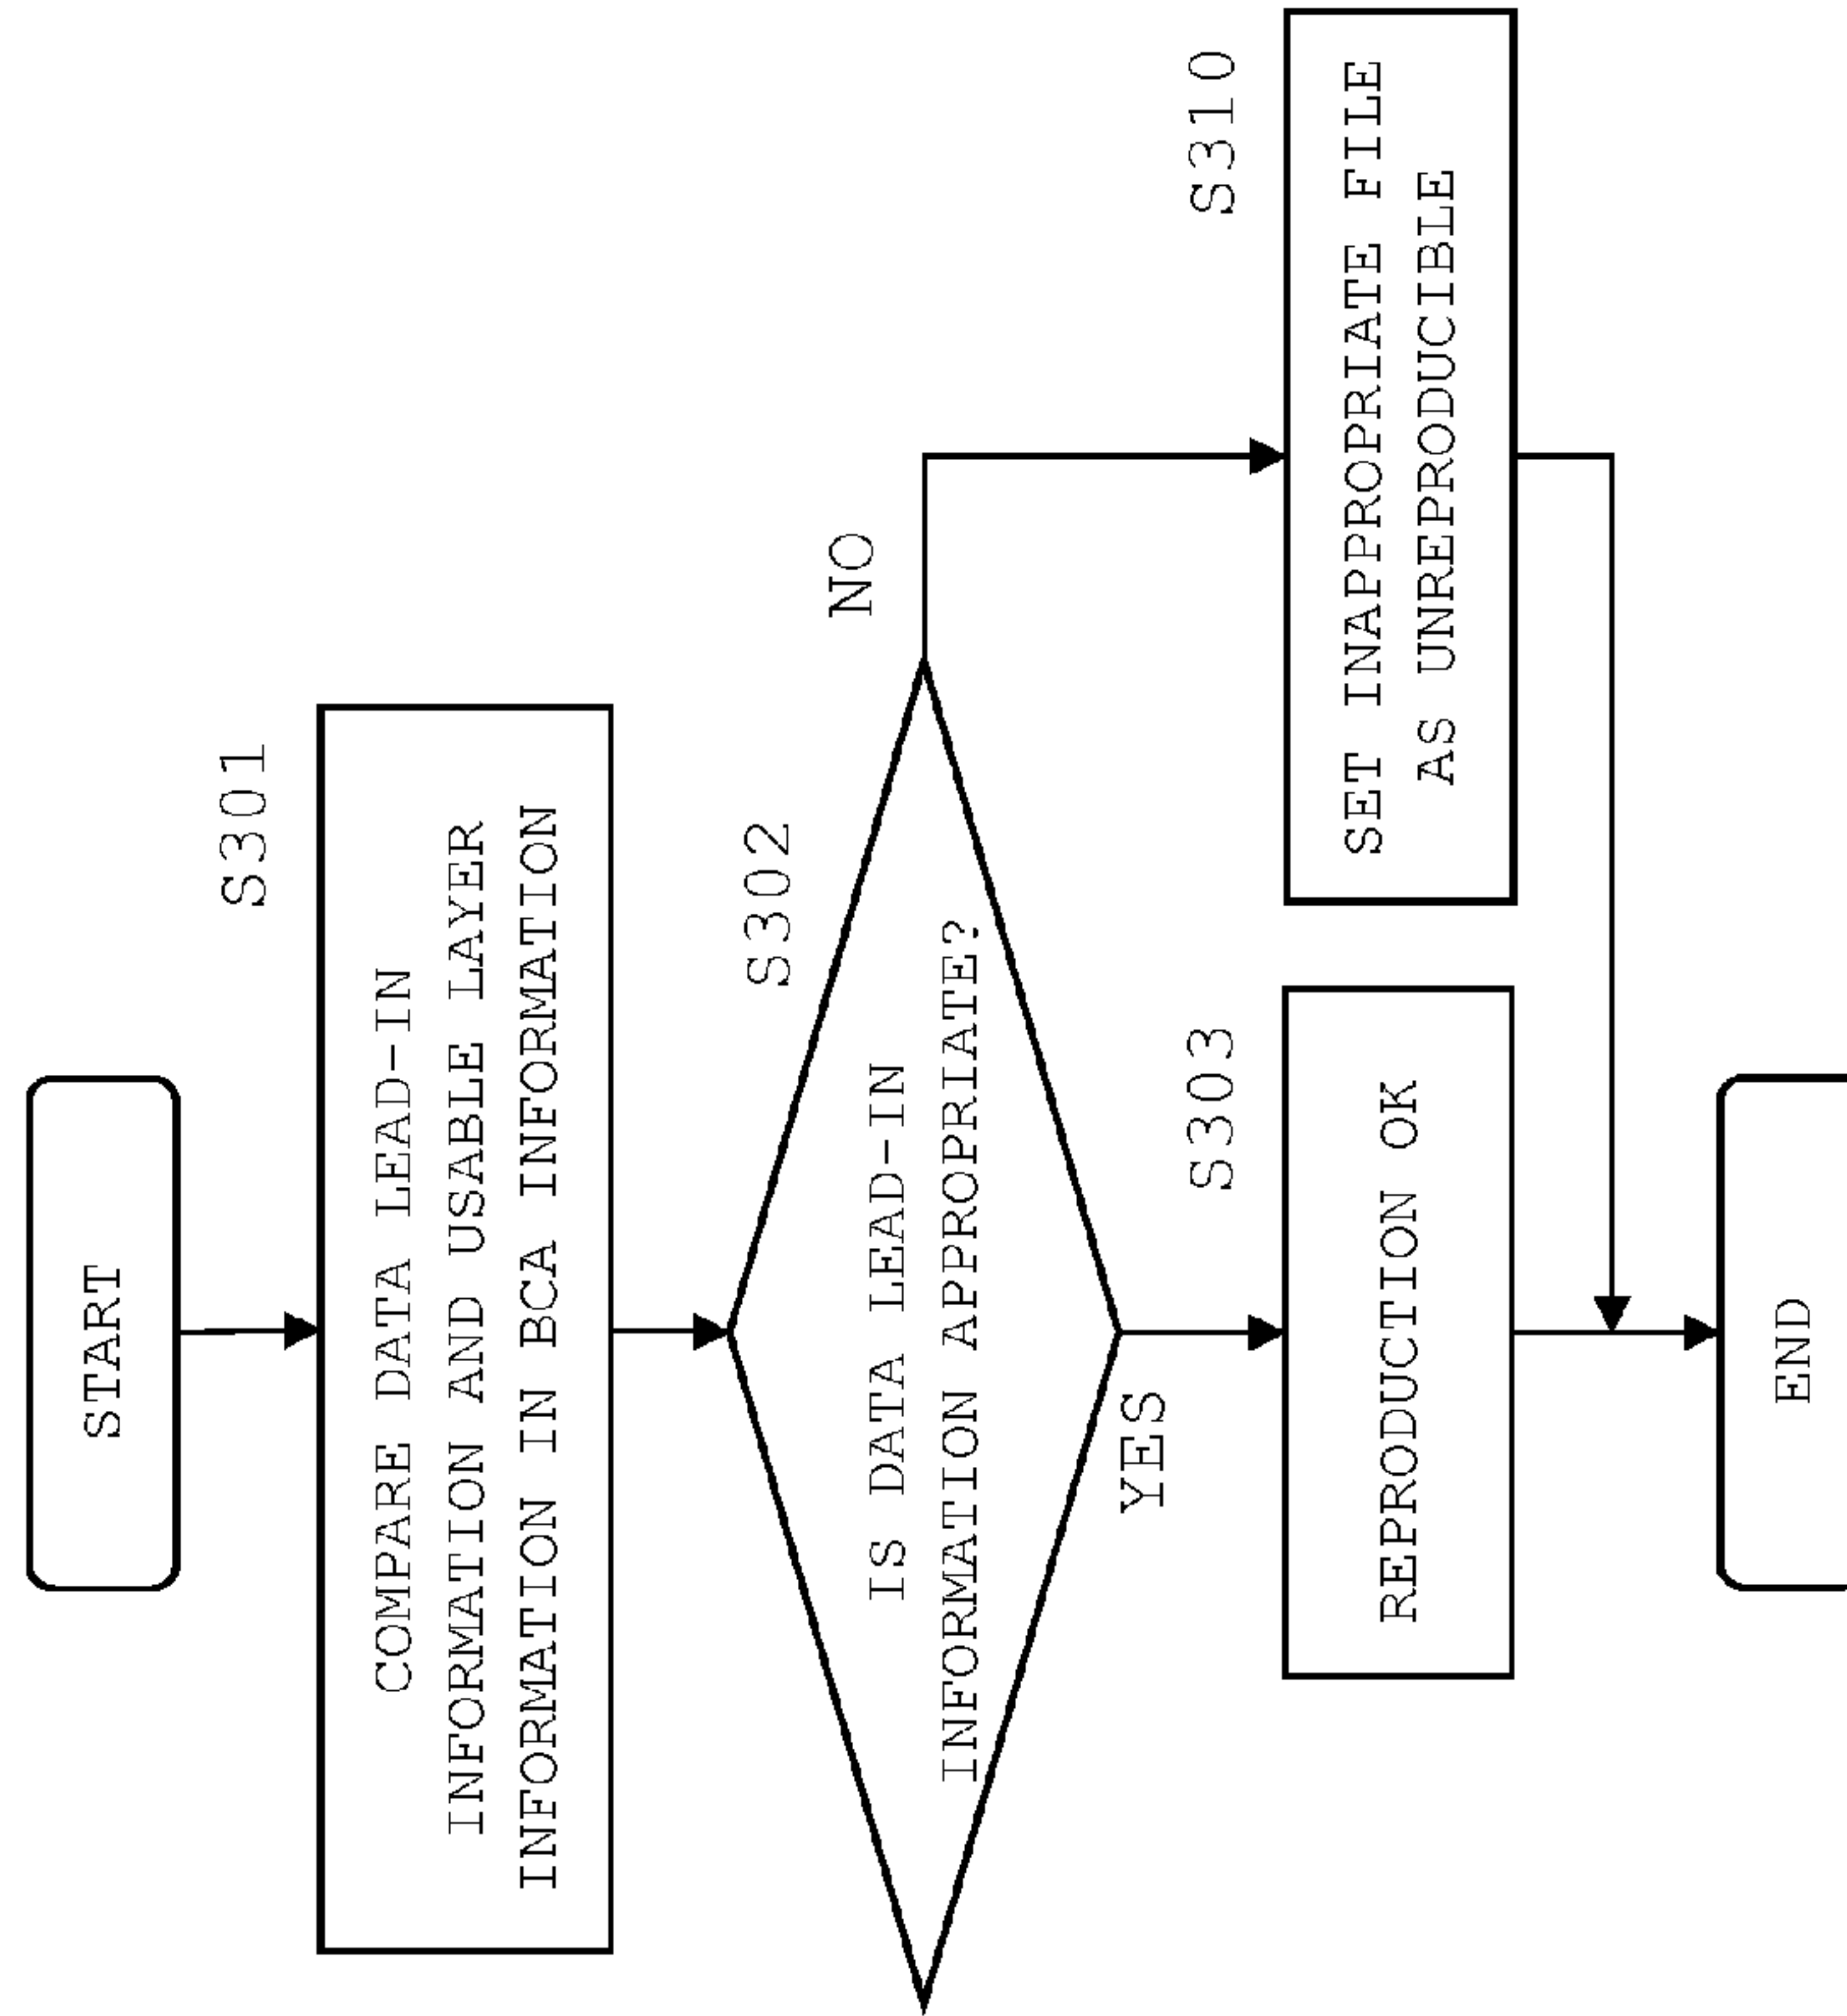 START
S301
COMPARE DATA LEAD-IN
INFORMATION AND USABLE LAYER
INFORMATION IN BCA INFORMATION
S302
IS DATA LEAD-IN
INFORMATION APPROPRIATE?
NO
YES
S303
REPRODUCTION OK
S310
SET INAPPROPRIATE FILE
AS UNREPRODUCIBLE
END